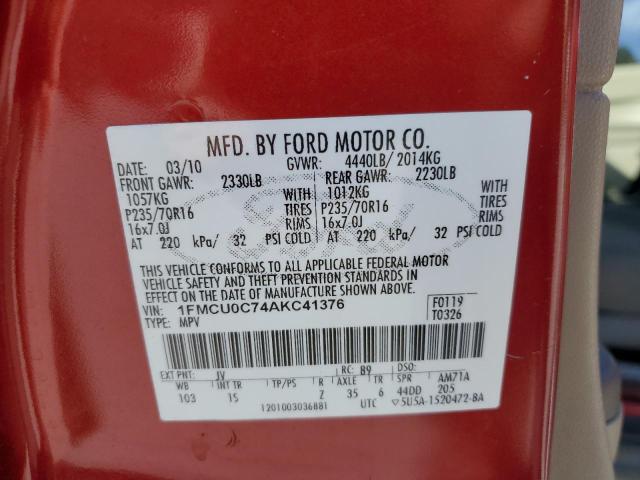 MFD. BY FORD MOTOR CO.
DATE: 03/10 GVWR: 4440LB/ 2014KG
FRONT GAWR: 2330LB REAR GAWR: 2230LB
1057KG WITH 1012KG WITH
P235/70R16 TIRES P235/70R16 TIRES
16x7.0J RIMS 16x7.0J RIMS
AT 220 kPa/ 32 PSI COLD AT 220 kPa/ 32 PSI COLD
Ford
THIS VEHICLE CONFORMS TO ALL APPLICABLE FEDERAL MOTOR
VEHICLE SAFETY AND THEFT PREVENTION STANDARDS IN
EFFECT ON THE DATE OF MANUFACTURE SHOWN ABOVE.
VIN: 1FMCU0C74AKC41376 F0119
TYPE: MPV T0326
EXT PNT: JV RC: B9 DSO:
WB INT TR TP/PS R AXLE TR SPR AM71A
103 15 Z 35 6 44DD 205
1201003036881 UTC ▽5U5A-1520472-BA